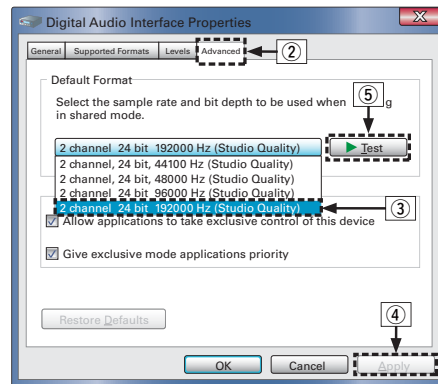 Digital Audio Interface Properties
General Supported Formats Levels Advanced ②
Default Format
⑤
Select the sample rate and bit depth to be used when g
in shared mode.
2 channel 24 bit 192000 Hz (Studio Quality) Test
2 channel, 24 bit, 44100 Hz (Studio Quality)
2 channel, 24 bit, 48000 Hz (Studio Quality)
2 channel 24 bit 96000 Hz (Studio Quality)
2 channel 24 bit 192000 Hz (Studio Quality) ③
Allow applications to take exclusive control of this device
Give exclusive mode applications priority
Restore Defaults
④
OK Cancel Apply